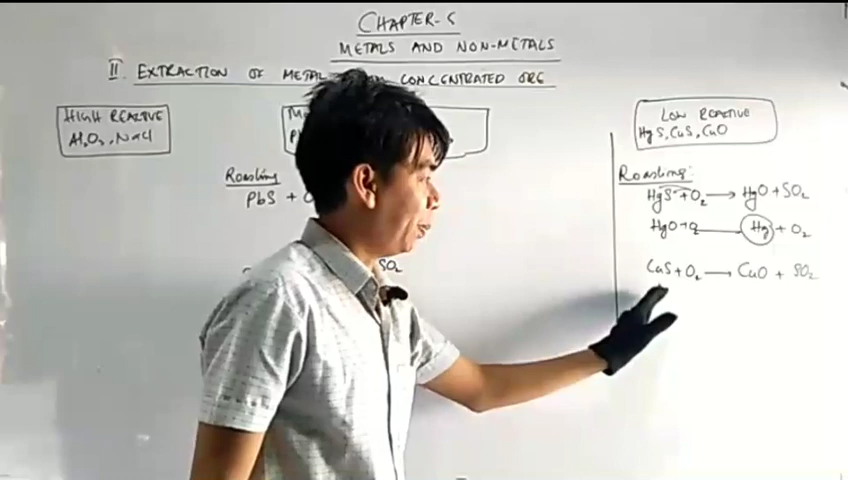 CHAPTER-5
METALS AND NON-METALS
II. EXTRACTION OF METAL CONCENTRATED ORE
HIGH REACTIVE
Al₂O₃, NaCl
LOW REACTIVE
HgS, CuS, CuO
Roasting
PbS +
SO₂
Roasting:
HgS + O₂ → HgO + SO₂
HgO + O₂ → Hg + O₂
CuS + O₂ → CuO + SO₂